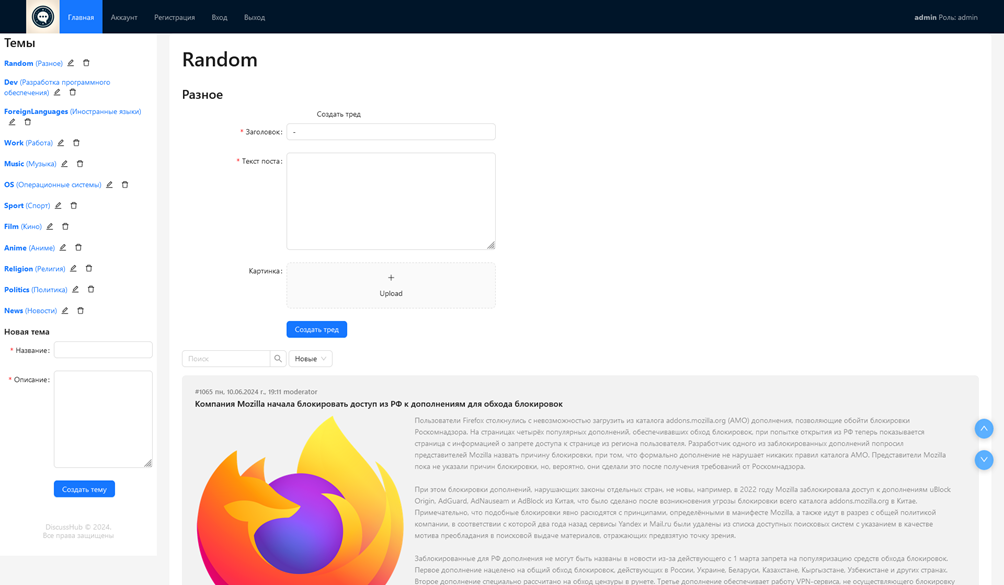 Главная Аккаунт Регистрация Вход Выход admin Роль: admin
Темы
Random (Разное)
Dev (Разработка программного
обеспечения)
ForeignLanguages (Иностранные языки)
Work (Работа)
Music (Музыка)
OS (Операционные системы)
Sport (Спорт)
Film (Кино)
Anime (Аниме)
Religion (Религия)
Politics (Политика)
News (Новости)
Новая тема
* Название:
* Описание:
Создать тему
DiscussHub © 2024.
Все права защищены
Random
Разное
Создать тред
* Заголовок: -
* Текст поста:
Картинка:
+
Upload
Создать тред
Поиск Новые
#1065 пн, 10.06.2024 г., 19:11 moderator
Компания Mozilla начала блокировать доступ из РФ к дополнениям для обхода блокировок
Пользователи Firefox столкнулись с невозможностью загрузить из каталога addons.mozilla.org (AMO) дополнения, позволяющие обойти блокировки
Роскомнадзора. На страницах четырёх популярных дополнений, обеспечивавших обход блокировок, при попытке открытия из РФ теперь показывается
страница с информацией о запрете доступа к странице из региона пользователя. Разработчик одного из заблокированных дополнений попросил
представителей Mozilla назвать причину блокировки, при том, что формально дополнение не нарушает никаких правил каталога AMO. Представители Mozilla
пока не указали причин блокировки, но, вероятно, они сделали это после получения требований от Роскомнадзора.
При этом блокировки дополнений, нарушающих законы отдельных стран, не новы, например, в 2022 году Mozilla заблокировала доступ к дополнениям uBlock
Origin, AdGuard, AdNauseam и AdBlock из Китая, что было сделано после возникновения угрозы блокировки всего каталога addons.mozilla.org в Китае.
Примечательно, что подобные блокировки явно расходятся с принципами, определёнными в манифесте Mozilla, а также идут в разрез с общей политикой
компании, в соответствии с которой два года назад сервисы Yandex и Mail.ru были удалены из списка доступных поисковых систем с указанием в качестве
мотива преобладания в поисковой выдаче материалов, отражающих предвзятую точку зрения.
Заблокированные для РФ дополнения не могут быть названы в новости из-за действующего с 1 марта запрета на популяризацию средств обхода блокировок.
Первое дополнение нацелено на общий обход блокировок, действующих в России, Украине, Беларуси, Казахстане, Кыргызстане, Узбекистане и других странах.
Второе дополнение специально рассчитано на обход цензуры в рунете. Третье дополнение обеспечивает работу VPN-сервиса, не осуществляющего блокировку